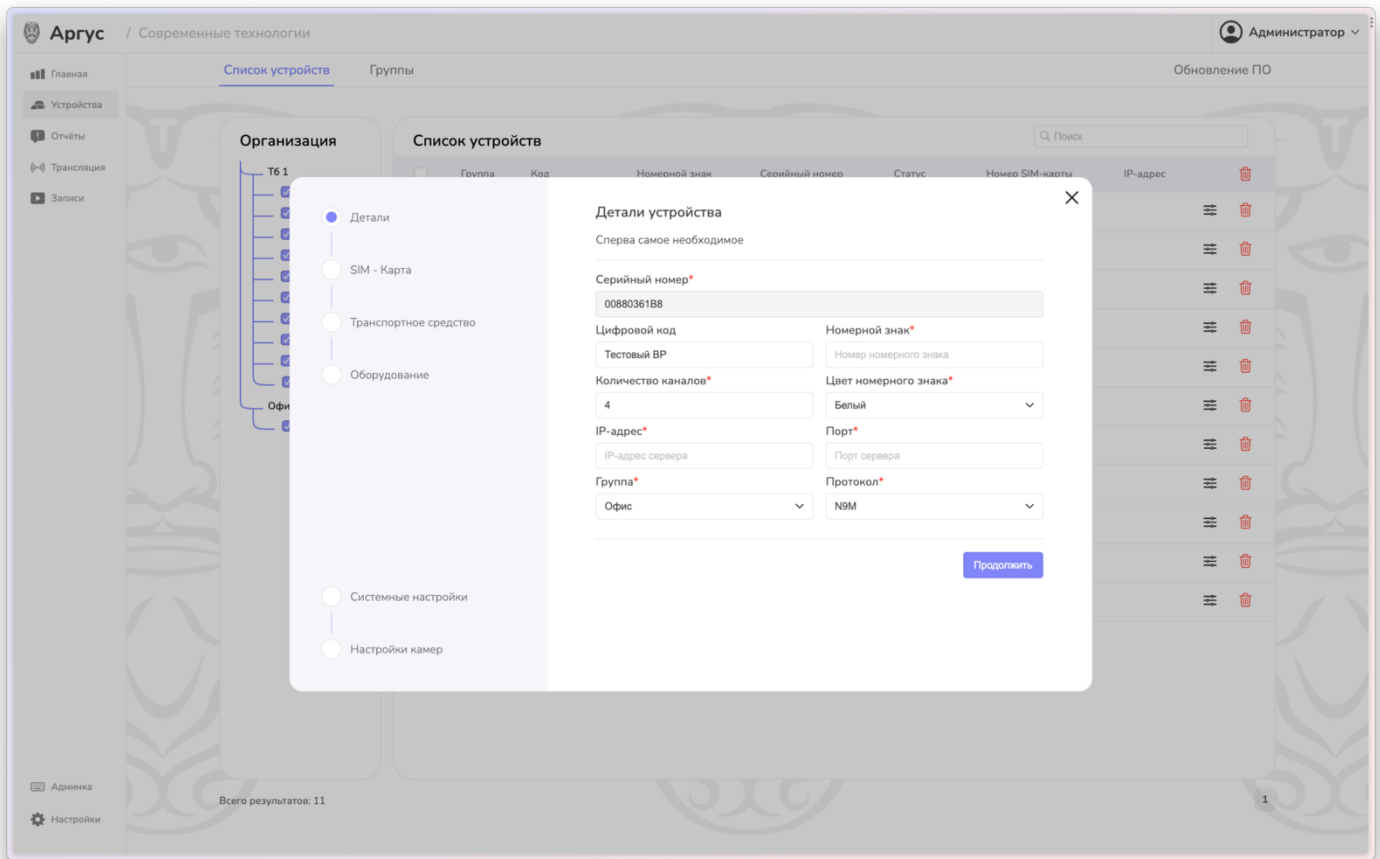 Аргус / Современные технологии
Администратор
Главная
Устройства
Отчёты
Трансляция
Записи
Админка
Настройки
Список устройств
Группы
Обновление ПО
Организация
Тб 1
Офи
Список устройств
Поиск
Группа Код Номерной знак Серийный номер Статус Номер SIM-карты IP-адрес
Детали
SIM - Карта
Транспортное средство
Оборудование
Системные настройки
Настройки камер
Детали устройства
Сперва самое необходимое
Серийный номер*
00880361B8
Цифровой код Номерной знак*
Тестовый ВР Номер номерного знака
Количество каналов* Цвет номерного знака*
4 Белый
IP-адрес* Порт*
IP-адрес сервера Порт сервера
Группа* Протокол*
Офис N9M
Продолжить
Всего результатов: 11
1